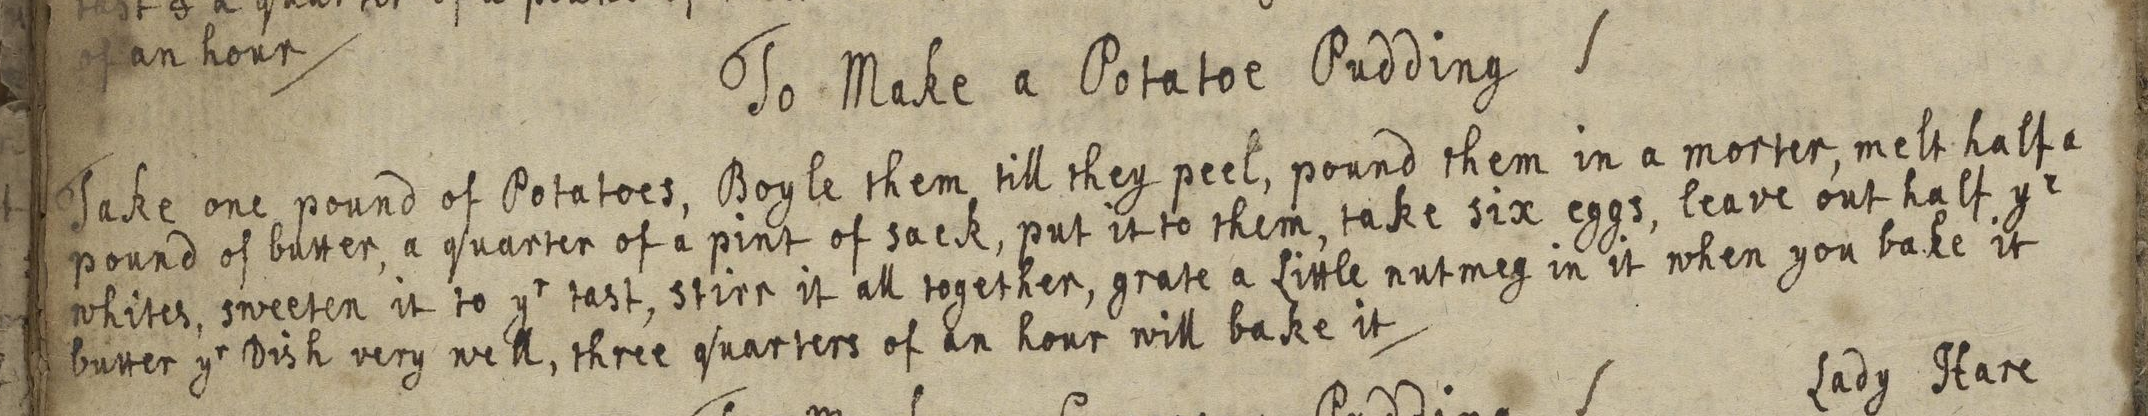 of an hour
To Make a Potatoe Pudding
Take one pound of Potatoes, Boyle them till they peel, pound them in a morter, melt half a
pound of butter, a quarter of a pint of sack, put it to them, take six eggs, leave out half yᵉ
whites, sweeten it to yʳ tast, stirr it all together, grate a Little nutmeg in it when you bake it
butter yʳ Dish very well, three quarters of an hour will bake it
Lady Hare
Pudding